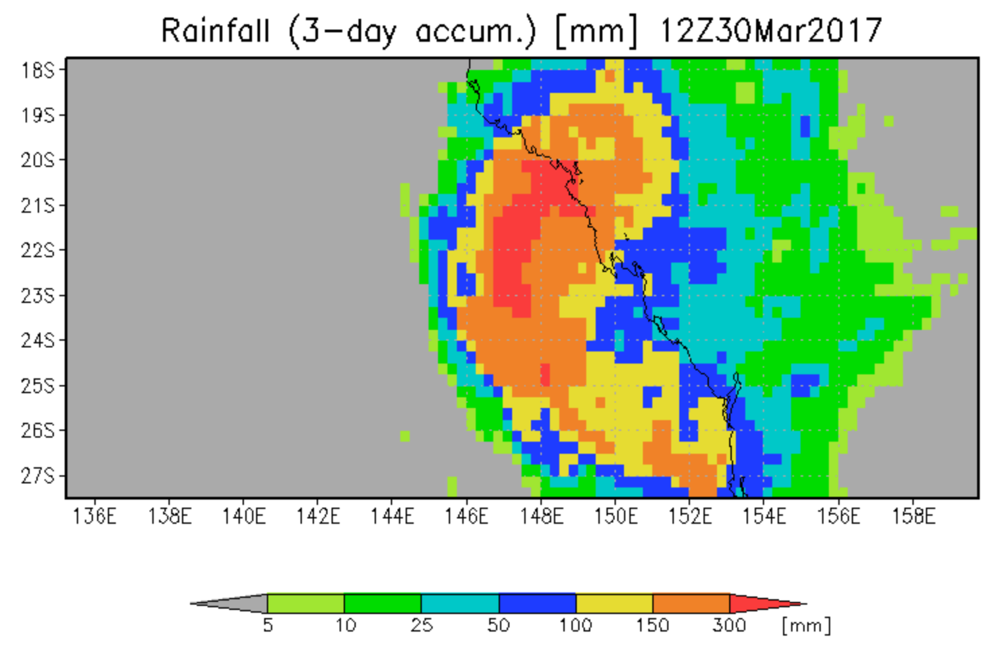 Rainfall (3-day accum.) [mm] 12Z30Mar2017
18S
19S
20S
21S
22S
23S
24S
25S
26S
27S
136E 138E 140E 142E 144E 146E 148E 150E 152E 154E 156E 158E
5 10 25 50 100 150 300 [mm]